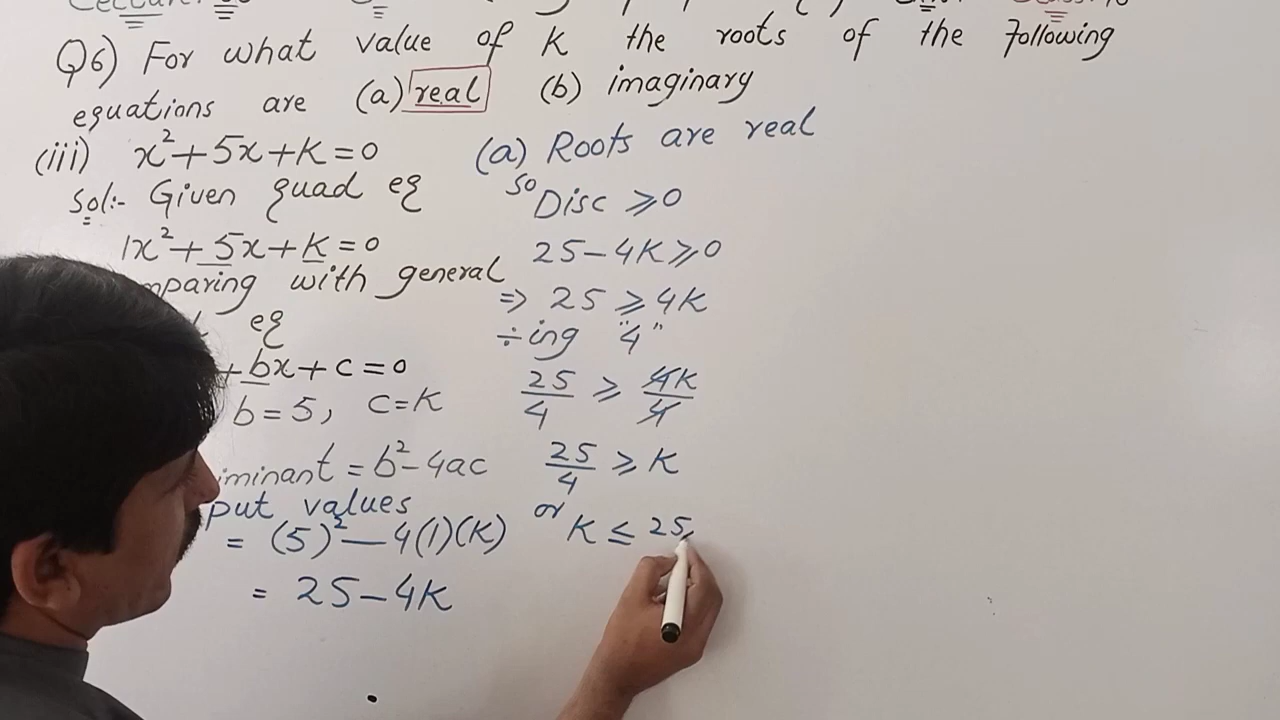 Q6) For what value of K the roots of the following
equations are (a) real (b) imaginary
(iii) x²+5x+K=0
Sol:- Given quad eq
1x²+5x+K=0
mparing with general
eq
+bx+c=0
b=5, c=K
iminant = b²-4ac
put values
= (5)²-4(1)(K)
= 25-4K
(a) Roots are real
so Disc ⩾0
25-4K⩾0
⇒ 25 ⩾ 4K
÷ing "4"
25/4 ⩾ 4K/4
25/4 ⩾ K
or K ≤ 25